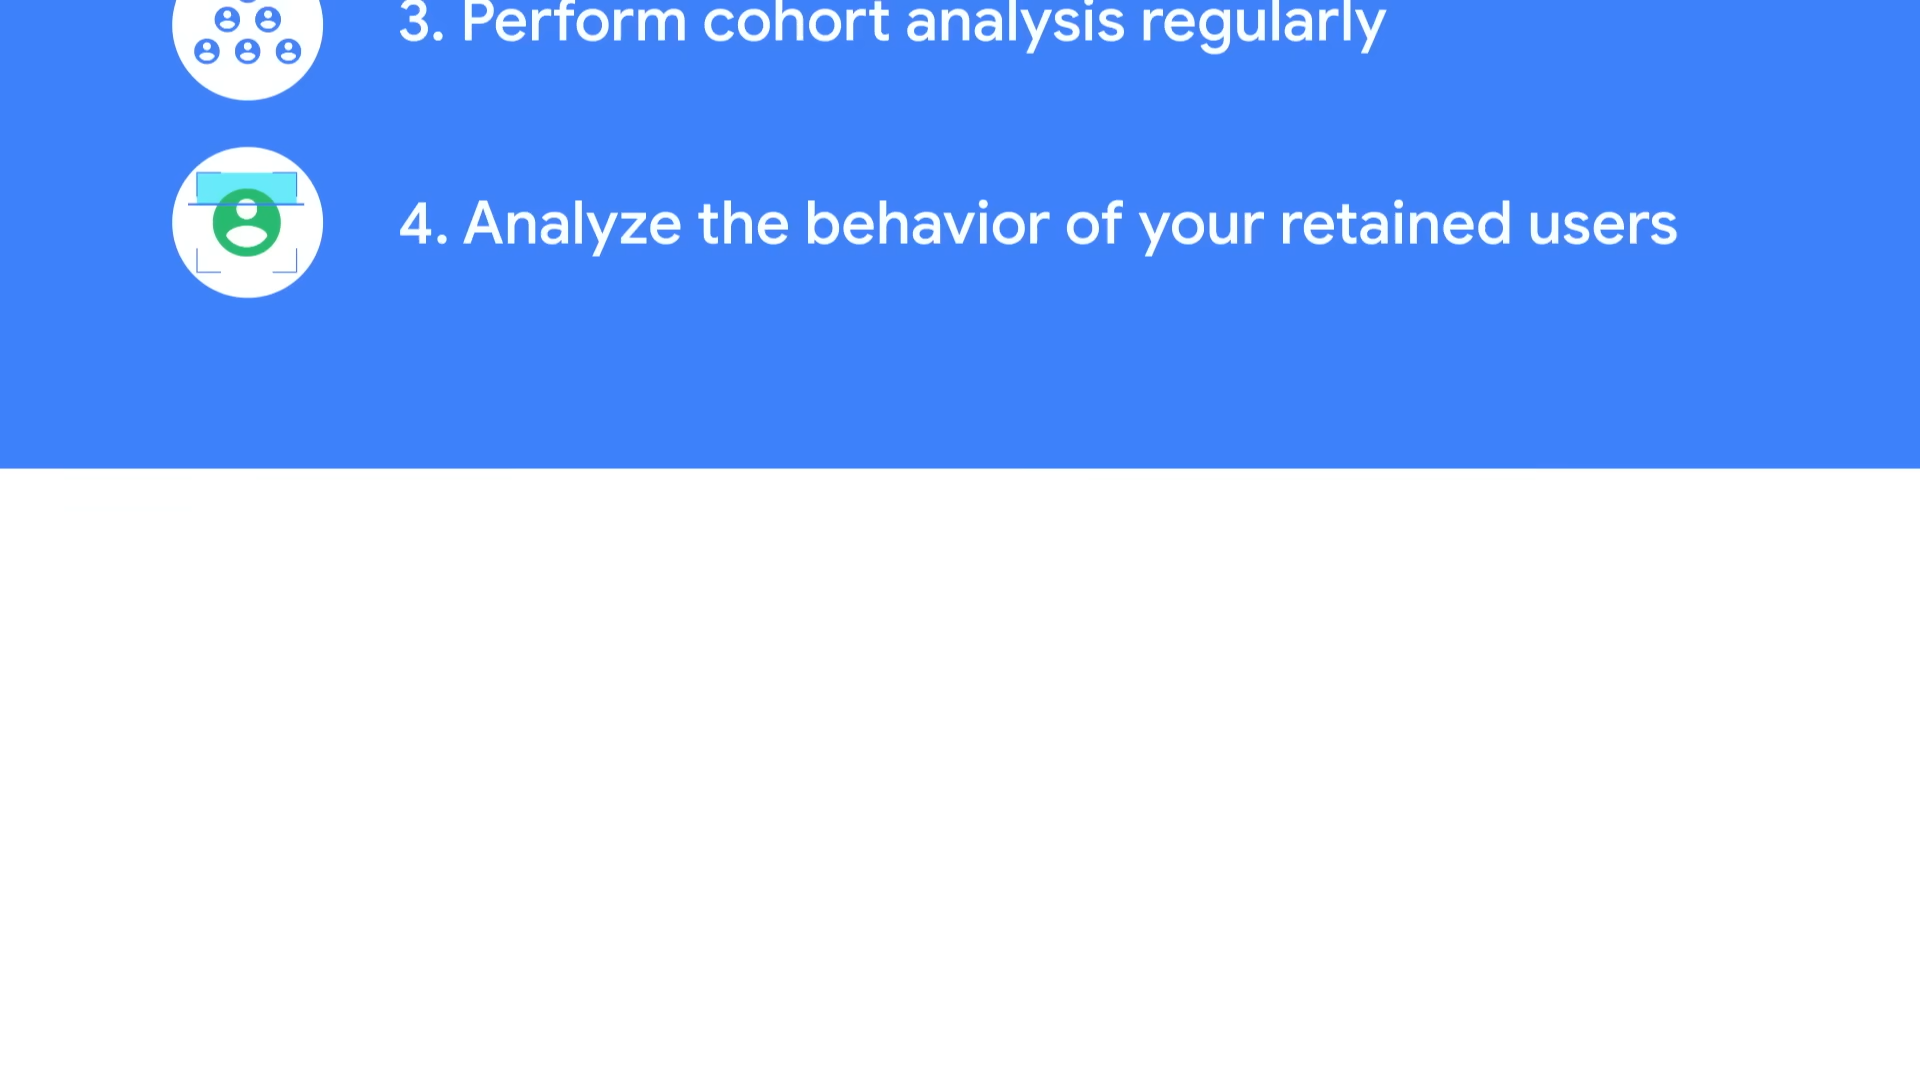 3. Perform cohort analysis regularly
4. Analyze the behavior of your retained users